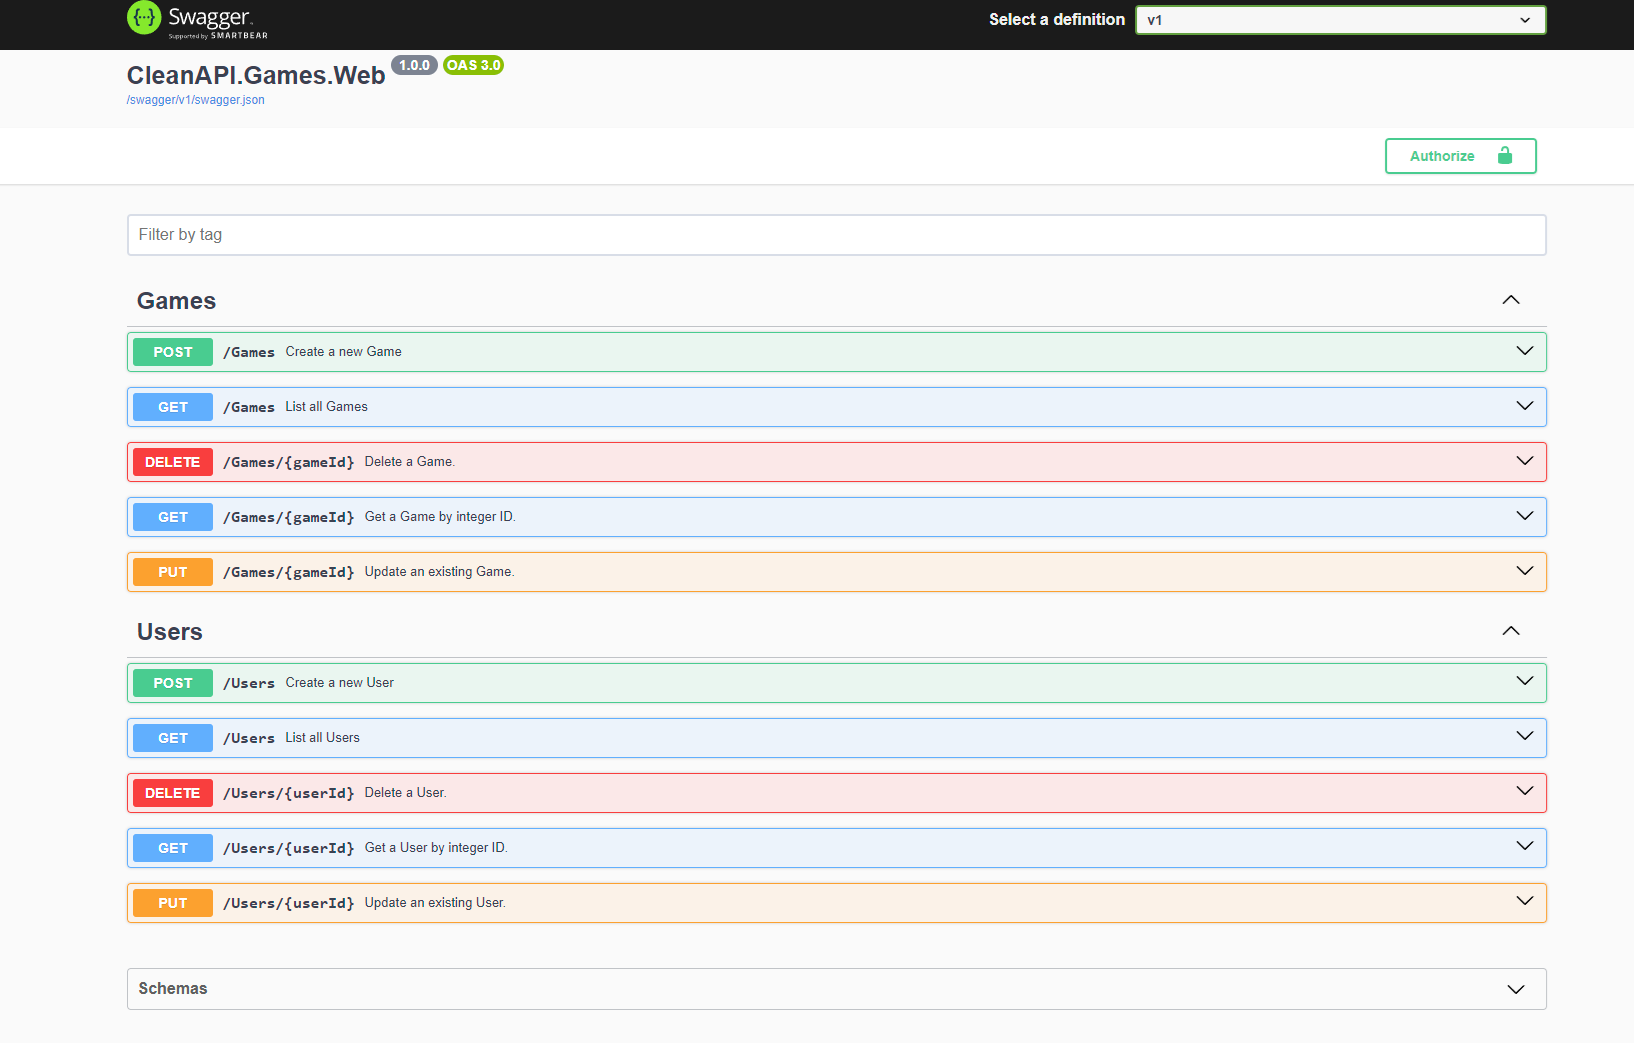 Swagger
Supported by SMARTBEAR
Select a definition
v1
CleanAPI.Games.Web 1.0.0 OAS 3.0
/swagger/v1/swagger.json
Authorize
Filter by tag
Games
POST /Games Create a new Game
GET /Games List all Games
DELETE /Games/{gameId} Delete a Game.
GET /Games/{gameId} Get a Game by integer ID.
PUT /Games/{gameId} Update an existing Game.
Users
POST /Users Create a new User
GET /Users List all Users
DELETE /Users/{userId} Delete a User.
GET /Users/{userId} Get a User by integer ID.
PUT /Users/{userId} Update an existing User.
Schemas